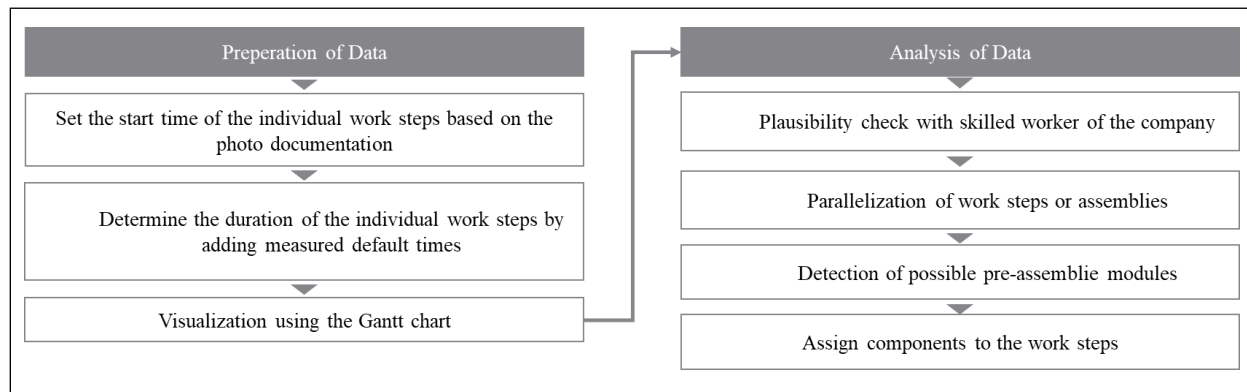 Preperation of Data
Set the start time of the individual work steps based on the
photo documentation
Determine the duration of the individual work steps by
adding measured default times
Visualization using the Gantt chart
Analysis of Data
Plausibility check with skilled worker of the company
Parallelization of work steps or assemblies
Detection of possible pre-assemblie modules
Assign components to the work steps